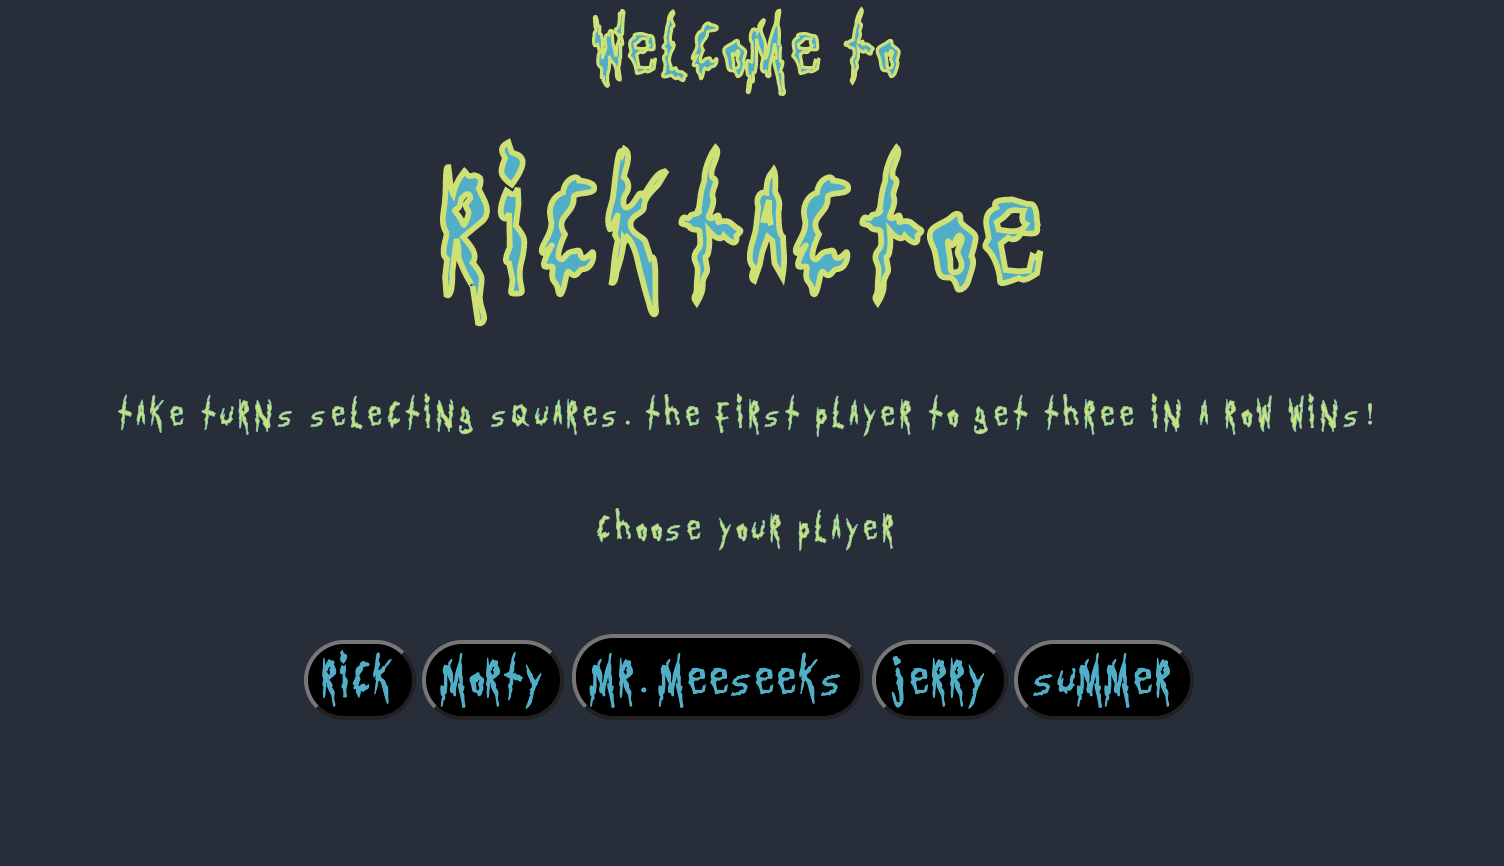 Welcome to
RickTacToe
Take turns selecting squares. The first player to get three in a row wins!
Choose your player
Rick
Morty
Mr. Meeseeks
Jerry
Summer